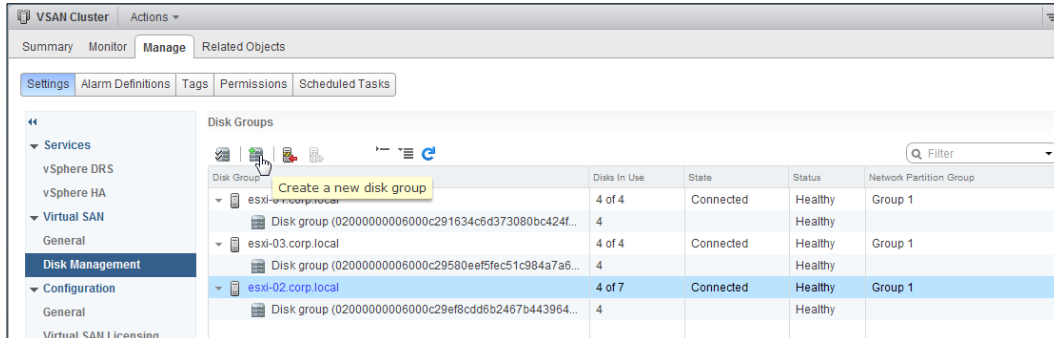 VSAN Cluster Actions
Summary Monitor Manage Related Objects
Settings Alarm Definitions Tags Permissions Scheduled Tasks
Disk Groups
Services
vSphere DRS
vSphere HA
Virtual SAN
General
Disk Management
Configuration
General
Virtual SAN Licensing
Filter
Disk Group Disks In Use State Status Network Partition Group
Create a new disk group
esxi-01.corp.local 4 of 4 Connected Healthy Group 1
Disk group (02000000006000c291634c6d373080bc424f... 4 Healthy
esxi-03.corp.local 4 of 4 Connected Healthy Group 1
Disk group (02000000006000c29580eef5fec51c984a7a6... 4 Healthy
esxi-02.corp.local 4 of 7 Connected Healthy Group 1
Disk group (02000000006000c29ef8cdd6b2467b443964... 4 Healthy